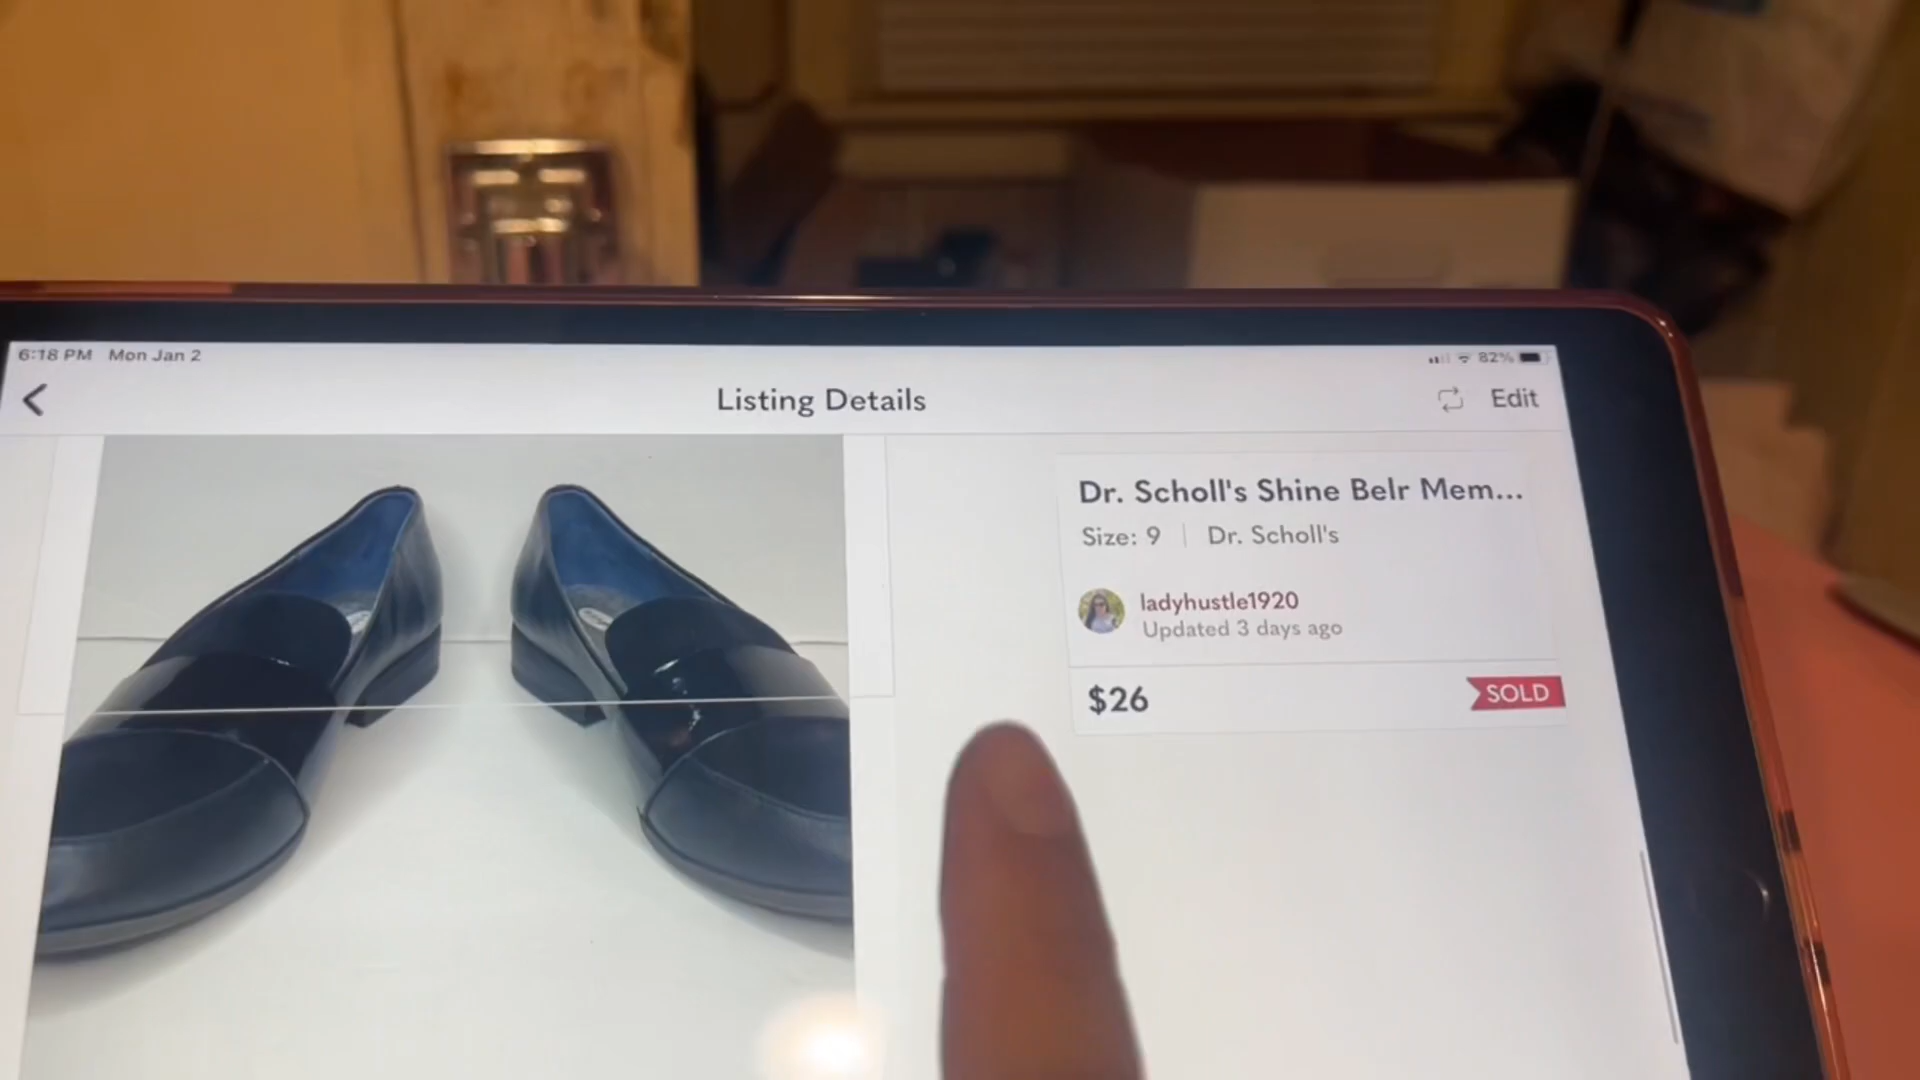 6:18 PM Mon Jan 2
82%
Listing Details
Edit
Dr. Scholl's Shine Belr Mem...
Size: 9 | Dr. Scholl's
ladyhustle1920
Updated 3 days ago
$26
SOLD